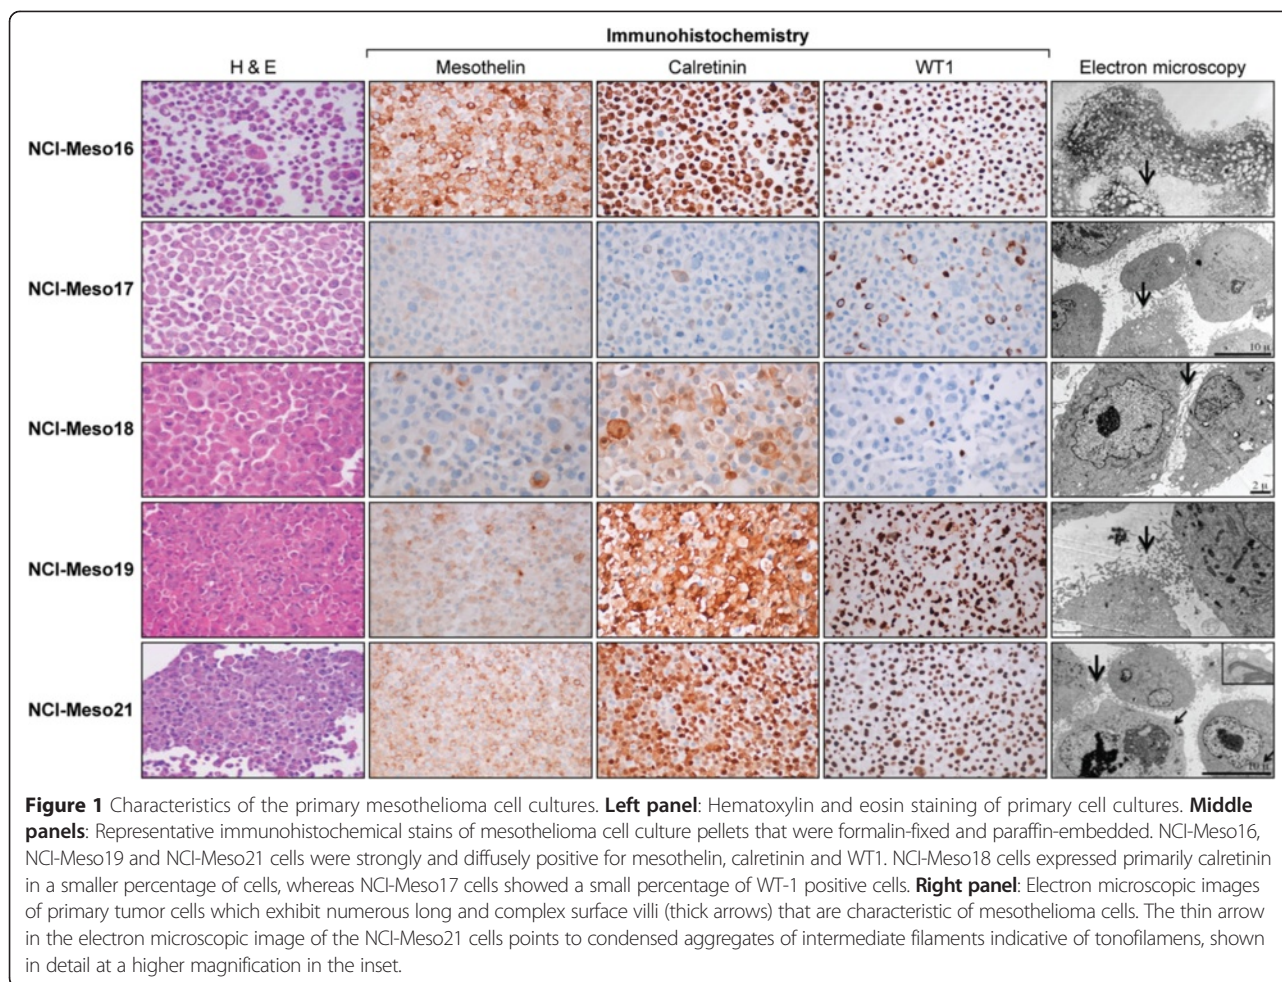 Immunohistochemistry
H & E
Mesothelin
Calretinin
WT1
Electron microscopy
NCI-Meso16
NCI-Meso17
10 µ
NCI-Meso18
2 µ
NCI-Meso19
NCI-Meso21
10 µ
Figure 1 Characteristics of the primary mesothelioma cell cultures. Left panel: Hematoxylin and eosin staining of primary cell cultures. Middle
panels: Representative immunohistochemical stains of mesothelioma cell culture pellets that were formalin-fixed and paraffin-embedded. NCI-Meso16,
NCI-Meso19 and NCI-Meso21 cells were strongly and diffusely positive for mesothelin, calretinin and WT1. NCI-Meso18 cells expressed primarily calretinin
in a smaller percentage of cells, whereas NCI-Meso17 cells showed a small percentage of WT-1 positive cells. Right panel: Electron microscopic images
of primary tumor cells which exhibit numerous long and complex surface villi (thick arrows) that are characteristic of mesothelioma cells. The thin arrow
in the electron microscopic image of the NCI-Meso21 cells points to condensed aggregates of intermediate filaments indicative of tonofilamens, shown
in detail at a higher magnification in the inset.